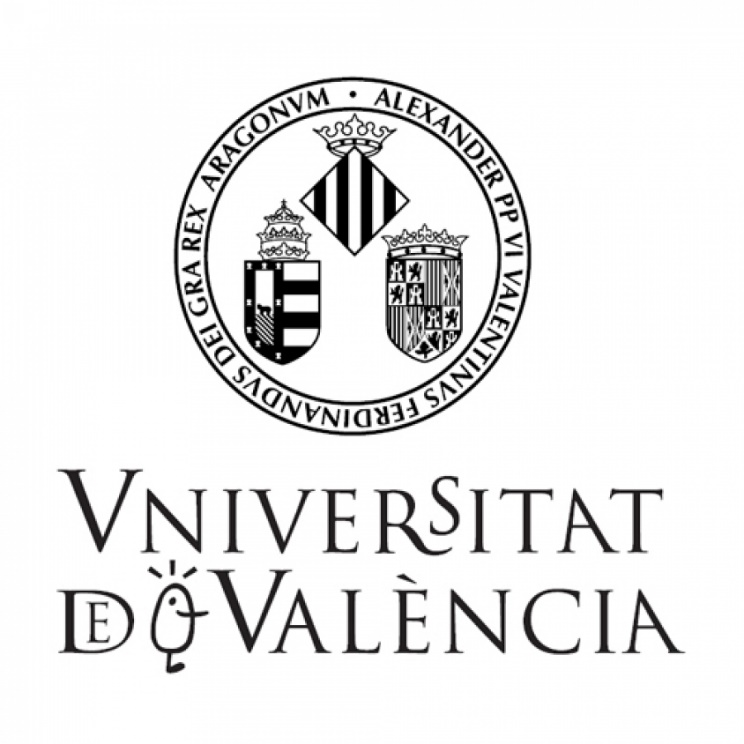 ALEXANDER PP VI VALENTINVS FERDINANDVS DEI GRA REX ARAGONVM ·
VNIVERSITAT
DE VALÈNCIA